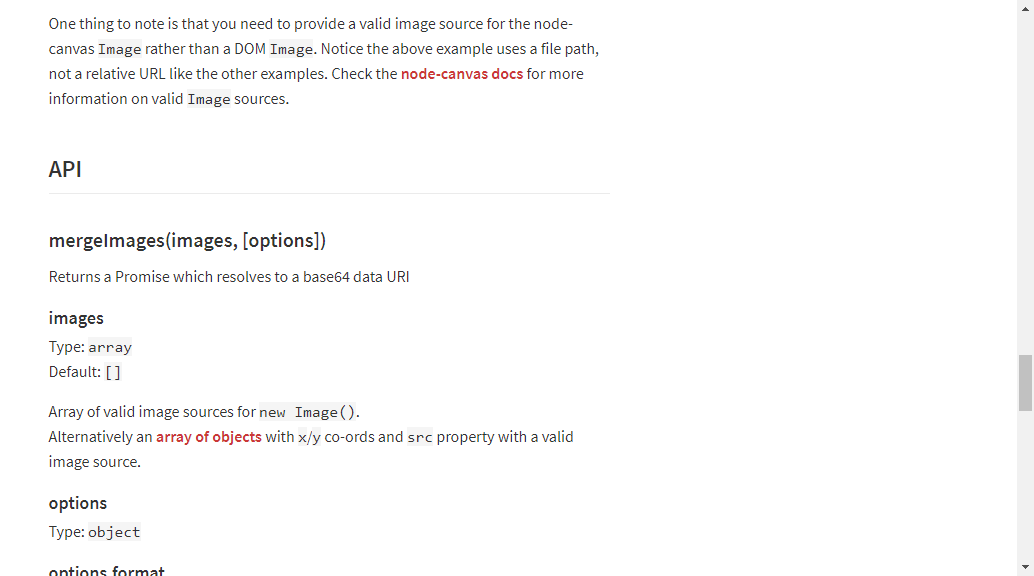 One thing to note is that you need to provide a valid image source for the node-
canvas Image rather than a DOM Image. Notice the above example uses a file path,
not a relative URL like the other examples. Check the node-canvas docs for more
information on valid Image sources.
API
mergeImages(images, [options])
Returns a Promise which resolves to a base64 data URI
images
Type: array
Default: []
Array of valid image sources for new Image().
Alternatively an array of objects with x/y co-ords and src property with a valid
image source.
options
Type: object
options.format